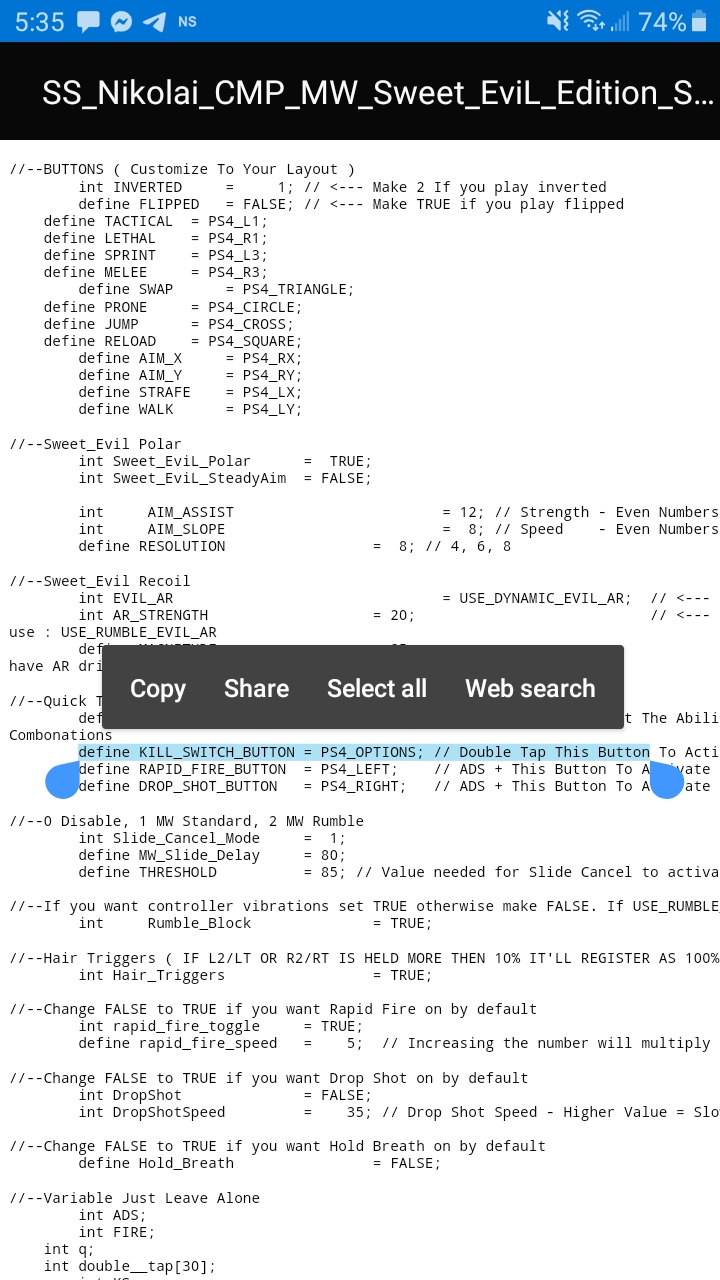 5:35 NS 74%
SS_Nikolai_CMP_MW_Sweet_EviL_Edition_S...
//--BUTTONS ( Customize To Your Layout )
int INVERTED = 1; // <--- Make 2 If you play inverted
define FLIPPED = FALSE; // <--- Make TRUE if you play flipped
define TACTICAL = PS4_L1;
define LETHAL = PS4_R1;
define SPRINT = PS4_L3;
define MELEE = PS4_R3;
define SWAP = PS4_TRIANGLE;
define PRONE = PS4_CIRCLE;
define JUMP = PS4_CROSS;
define RELOAD = PS4_SQUARE;
define AIM_X = PS4_RX;
define AIM_Y = PS4_RY;
define STRAFE = PS4_LX;
define WALK = PS4_LY;
//--Sweet_Evil Polar
int Sweet_EviL_Polar = TRUE;
int Sweet_EviL_SteadyAim = FALSE;
int AIM_ASSIST = 12; // Strength - Even Numbers
int AIM_SLOPE = 8; // Speed - Even Numbers
define RESOLUTION = 8; // 4, 6, 8
//--Sweet_Evil Recoil
int EVIL_AR = USE_DYNAMIC_EVIL_AR; // <---
int AR_STRENGTH = 20; // <---
use : USE_RUMBLE_EVIL_AR
have AR dri
//--Quick T
def t The Abili
Combonations
Copy Share Select all Web search
define KILL_SWITCH_BUTTON = PS4_OPTIONS; // Double Tap This Button To Acti
define RAPID_FIRE_BUTTON = PS4_LEFT; // ADS + This Button To A vate
define DROP_SHOT_BUTTON = PS4_RIGHT; // ADS + This Button To A ate
//--0 Disable, 1 MW Standard, 2 MW Rumble
int Slide_Cancel_Mode = 1;
define MW_Slide_Delay = 80;
define THRESHOLD = 85; // Value needed for Slide Cancel to activa
//--If you want controller vibrations set TRUE otherwise make FALSE. If USE_RUMBLE_
int Rumble_Block = TRUE;
//--Hair Triggers ( IF L2/LT OR R2/RT IS HELD MORE THEN 10% IT'LL REGISTER AS 100%
int Hair_Triggers = TRUE;
//--Change FALSE to TRUE if you want Rapid Fire on by default
int rapid_fire_toggle = TRUE;
define rapid_fire_speed = 5; // Increasing the number will multiply
//--Change FALSE to TRUE if you want Drop Shot on by default
int DropShot = FALSE;
int DropShotSpeed = 35; // Drop Shot Speed - Higher Value = Slo
//--Change FALSE to TRUE if you want Hold Breath on by default
define Hold_Breath = FALSE;
//--Variable Just Leave Alone
int ADS;
int FIRE;
int q;
int double__tap[30];